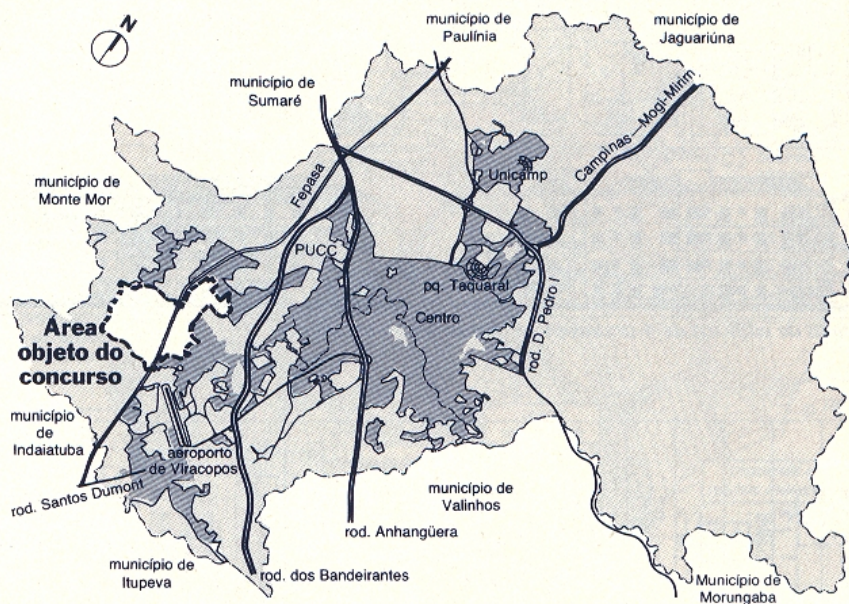 N
município de
Paulínia
município de
Jaguariúna
município de
Sumaré
Campinas—Mogi-Mirim
Unicamp
Fepasa
município de
Monte Mor
PUCC
pq. Taquaral
Centro
rod. D. Pedro I
Área
objeto do
concurso
município
de
Indaiatuba
aeroporto
de Viracopos
rod. Santos Dumont
município de
Valinhos
rod. Anhangüera
município de
Itupeva
rod. dos Bandeirantes
Município de
Morungaba